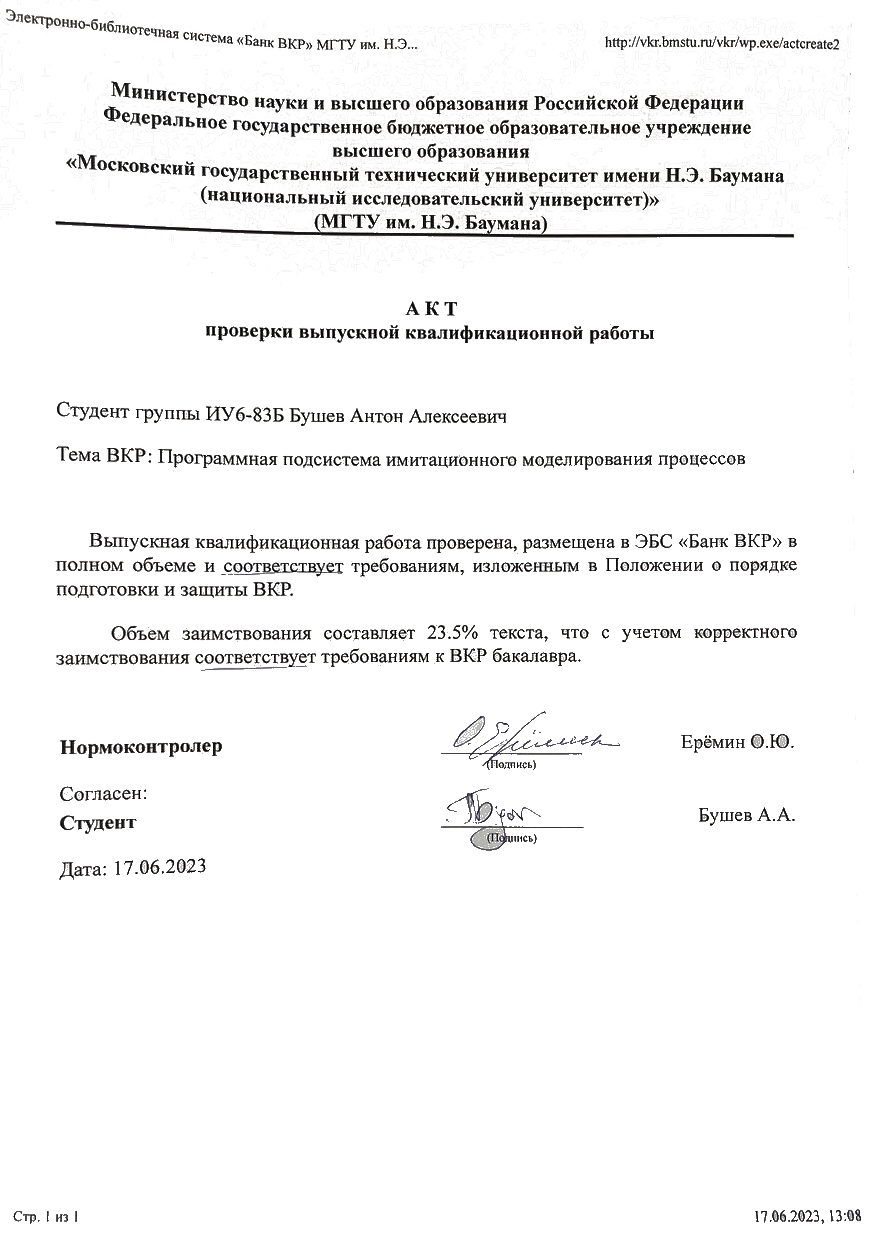 Электронно-библиотечная система «Банк ВКР» МГТУ им. Н.Э...
http://vkr.bmstu.ru/vkr/wp.exe/actcreate2
Министерство науки и высшего образования Российской Федерации
Федеральное государственное бюджетное образовательное учреждение
высшего образования
«Московский государственный технический университет имени Н.Э. Баумана
(национальный исследовательский университет)»
(МГТУ им. Н.Э. Баумана)
А К Т
проверки выпускной квалификационной работы
Студент группы ИУ6-83Б Бушев Антон Алексеевич
Тема ВКР: Программная подсистема имитационного моделирования процессов
Выпускная квалификационная работа проверена, размещена в ЭБС «Банк ВКР» в
полном объеме и соответствует требованиям, изложенным в Положении о порядке
подготовки и защиты ВКР.
Объем заимствования составляет 23.5% текста, что с учетом корректного
заимствования соответствует требованиям к ВКР бакалавра.
Нормоконтролер
Ерёмин О.Ю.
(Подпись)
Согласен:
Студент
Бушев А.А.
(Подпись)
Дата: 17.06.2023
Стр. 1 из 1
17.06.2023, 13:08